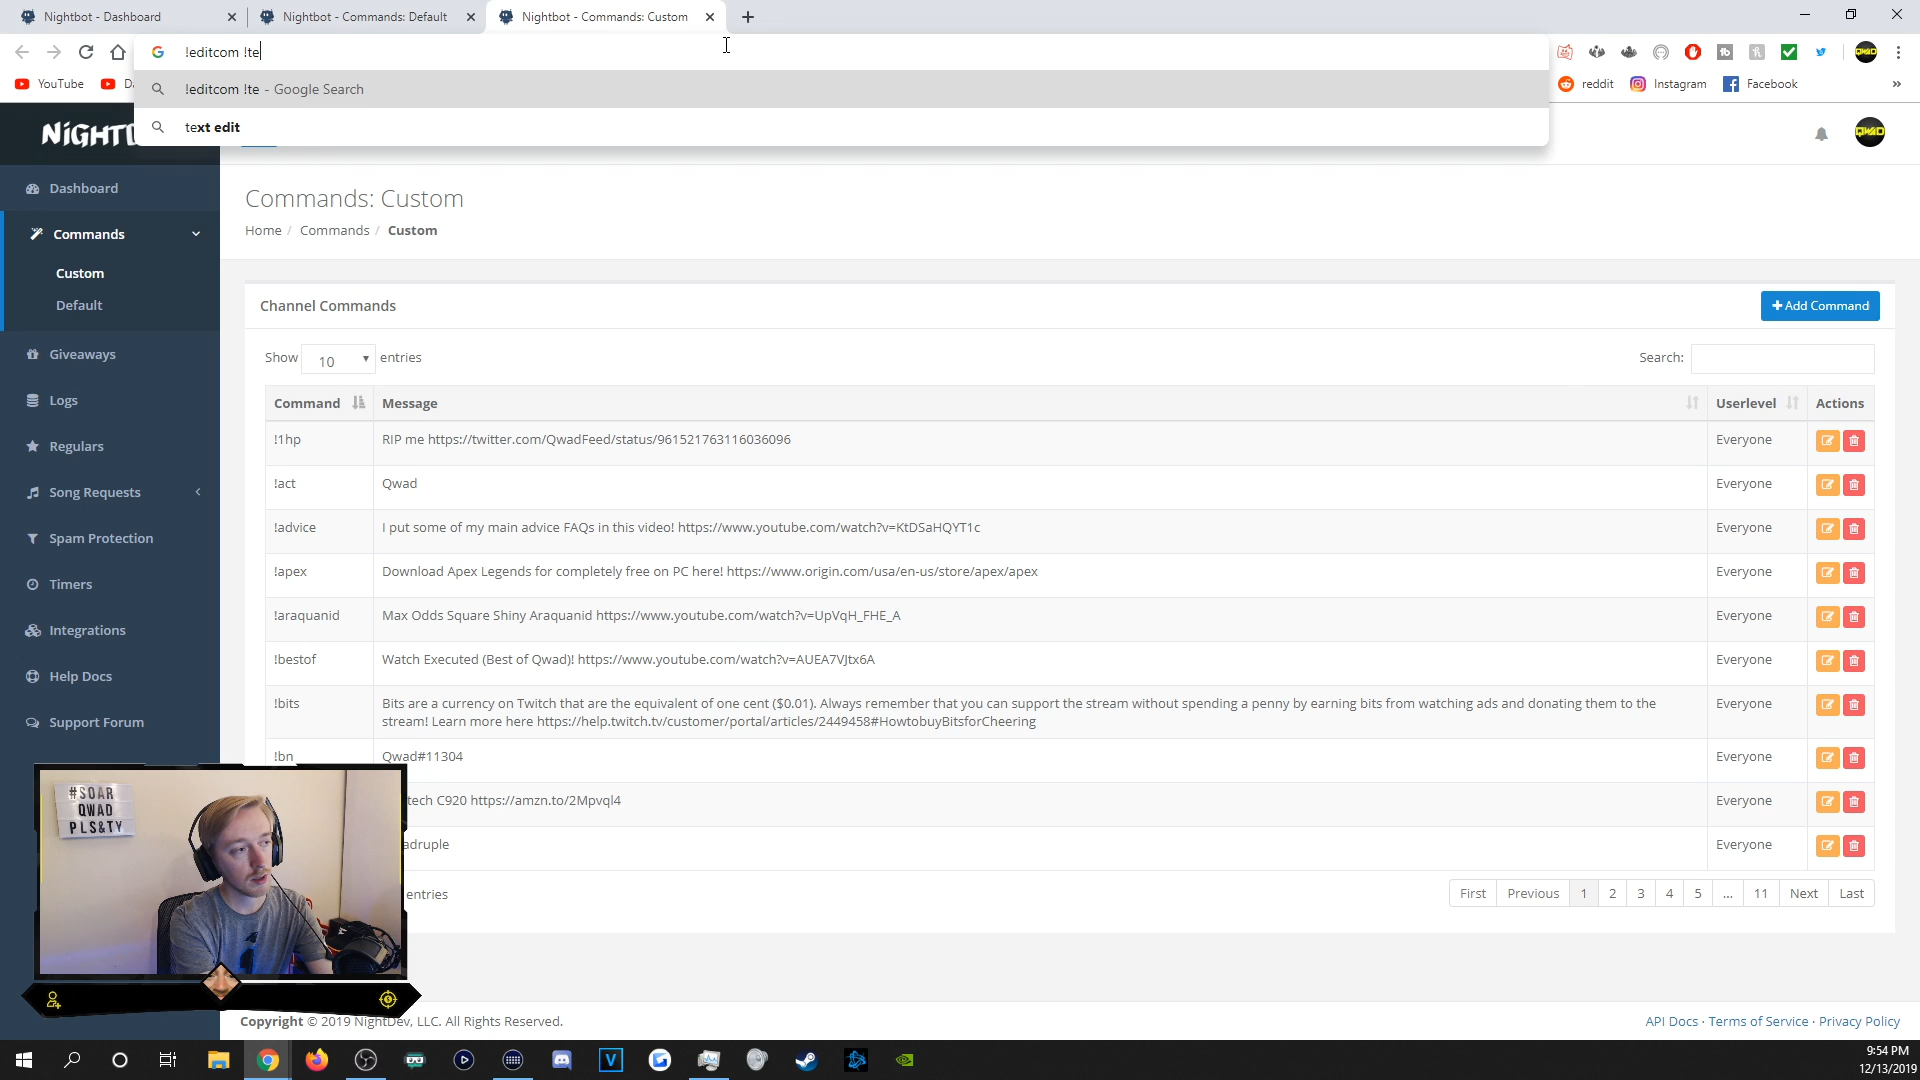 Nightbot - Dashboard
Nightbot - Commands: Default
Nightbot - Commands: Custom
!editcom !te
YouTube
reddit
Instagram
Facebook
!editcom !te - Google Search
text edit
Dashboard
Commands
Custom
Default
Giveaways
Logs
Regulars
Song Requests
Spam Protection
Timers
Integrations
Help Docs
Support Forum
Commands: Custom
Home / Commands / Custom
Channel Commands
+ Add Command
Show 10 entries
Search:
Command Message Userlevel Actions
!1hp RIP me https://twitter.com/QwadFeed/status/961521763116036096 Everyone
!act Qwad Everyone
!advice I put some of my main advice FAQs in this video! https://www.youtube.com/watch?v=KtDSaHQYT1c Everyone
!apex Download Apex Legends for completely free on PC here! https://www.origin.com/usa/en-us/store/apex/apex Everyone
!araquanid Max Odds Square Shiny Araquanid https://www.youtube.com/watch?v=UpVqH_FHE_A Everyone
!bestof Watch Executed (Best of Qwad)! https://www.youtube.com/watch?v=AUEA7VJtx6A Everyone
!bits Bits are a currency on Twitch that are the equivalent of one cent ($0.01). Always remember that you can support the stream without spending a penny by earning bits from watching ads and donating them to the Everyone
stream! Learn more here https://help.twitch.tv/customer/portal/articles/2449458#HowtobuyBitsforCheering
!bn Qwad#11304 Everyone
tech C920 https://amzn.to/2Mpvql4 Everyone
adruple Everyone
entries
First Previous 1 2 3 4 5 ... 11 Next Last
#SOAR
QWAD
PLS&TY
Copyright © 2019 NightDev, LLC. All Rights Reserved.
API Docs · Terms of Service · Privacy Policy
9:54 PM
12/13/2019